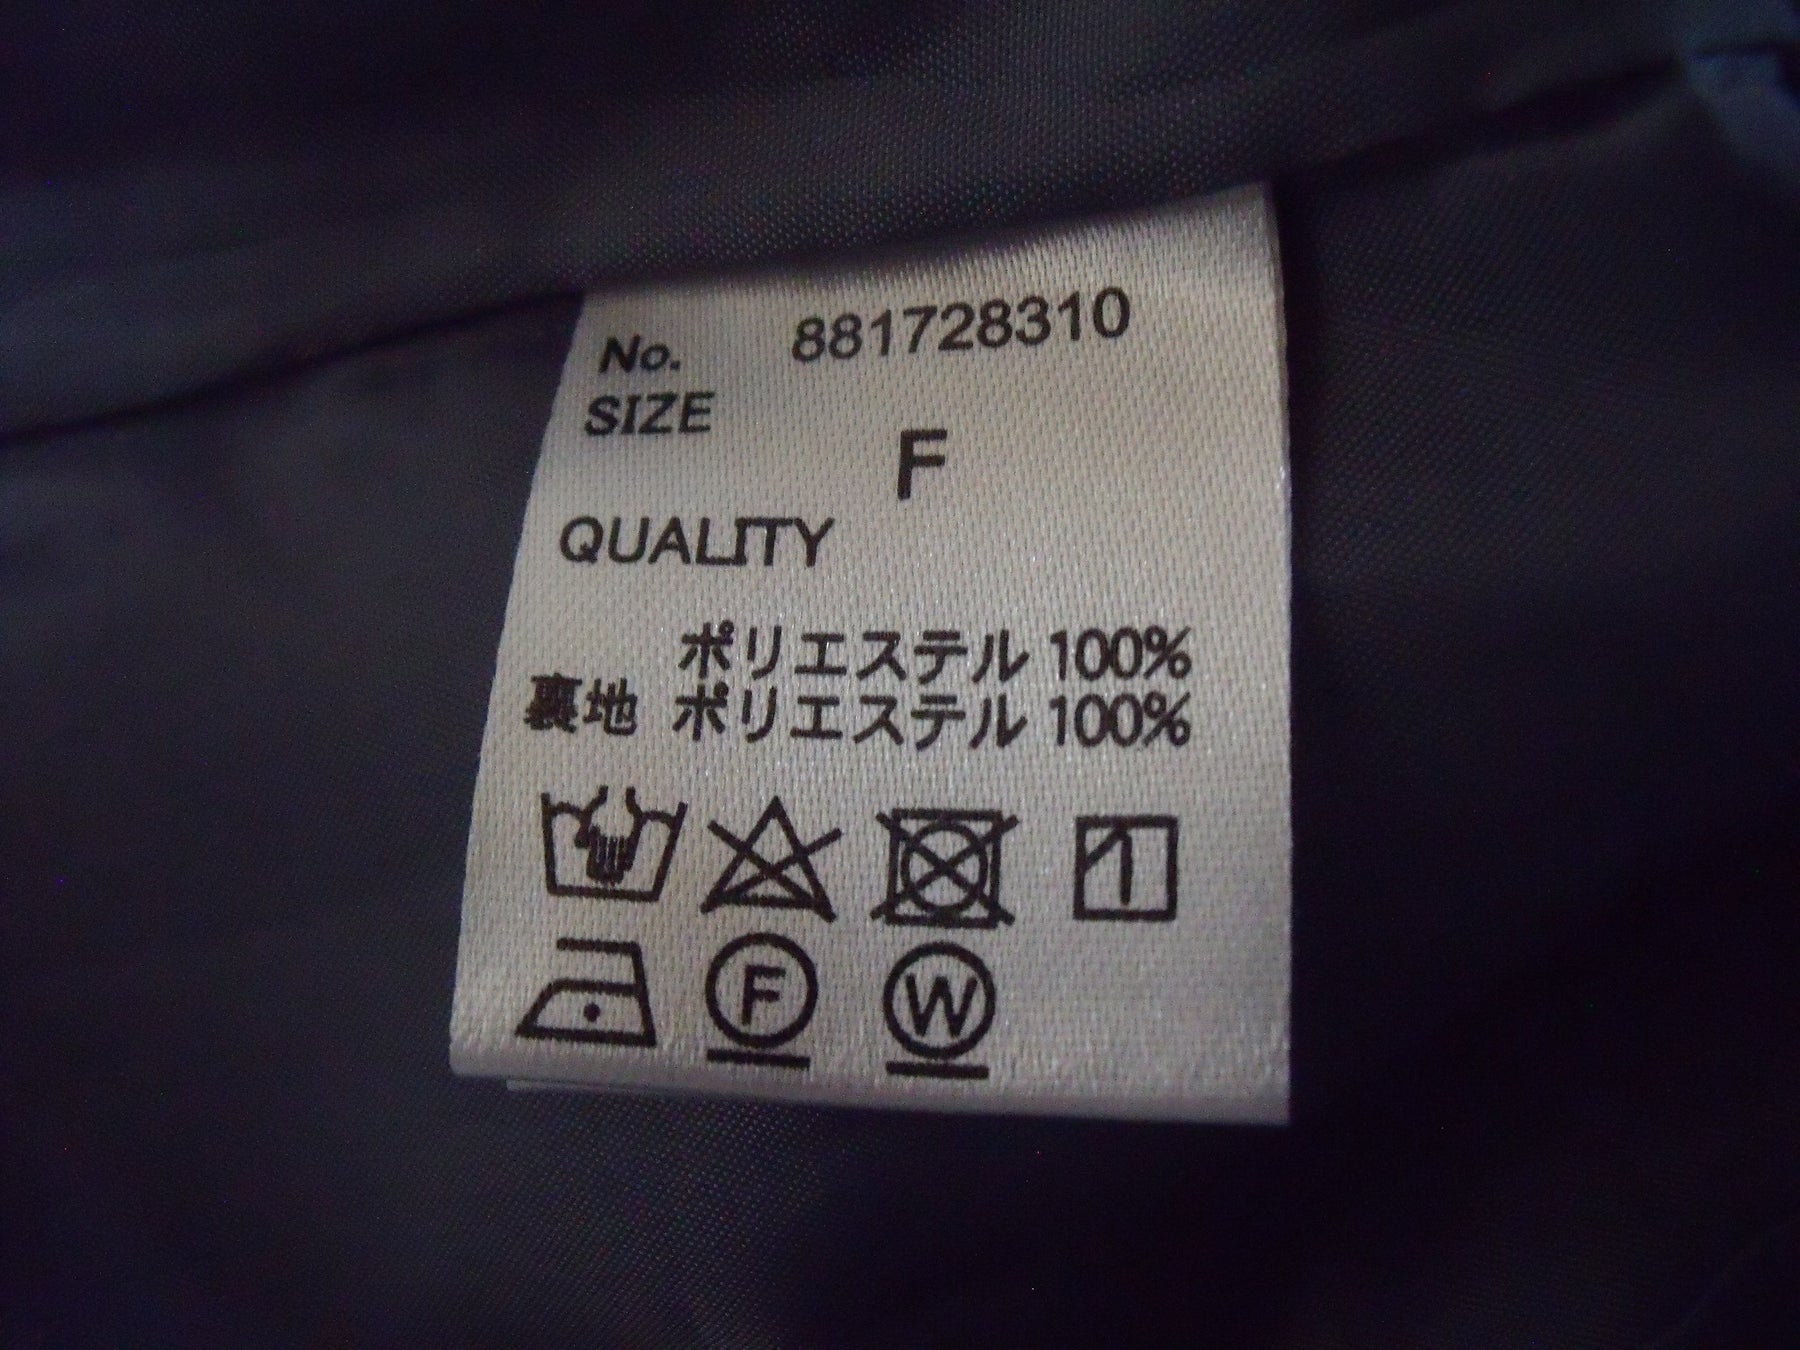 No. 881728310
SIZE
F
QUALITY
ポリエステル 100%
裏地 ポリエステル 100%
F W